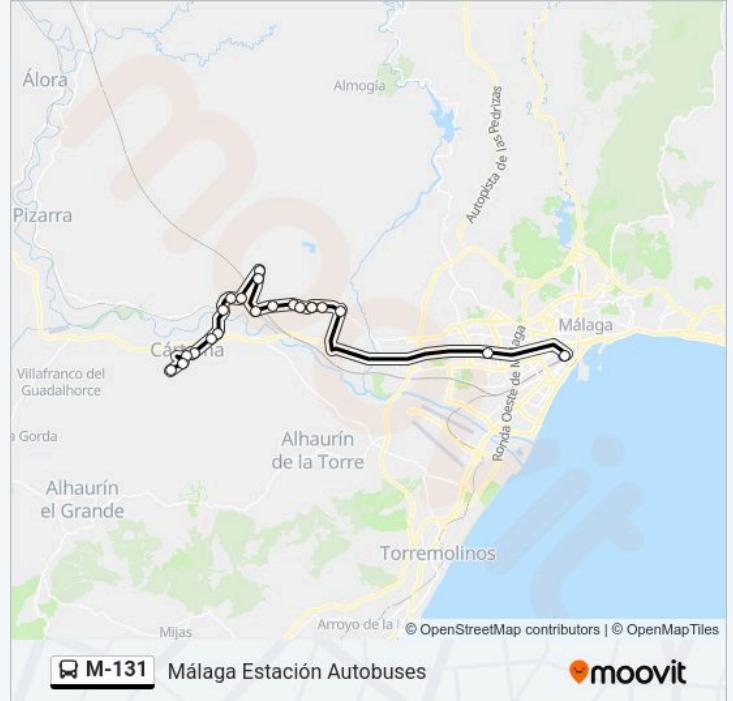 Álora
Almogía
Autopista de las Pedrizas
Pizarra
Málaga
Cártama
Villafranco del
Guadalhorce
Ronda Oeste de Málaga
a Gorda
Alhaurín
de la Torre
Alhaurín
el Grande
Torremolinos
Mijas
Arroyo de la
© OpenStreetMap contributors | © OpenMapTiles
M-131 Málaga Estación Autobuses
moovit